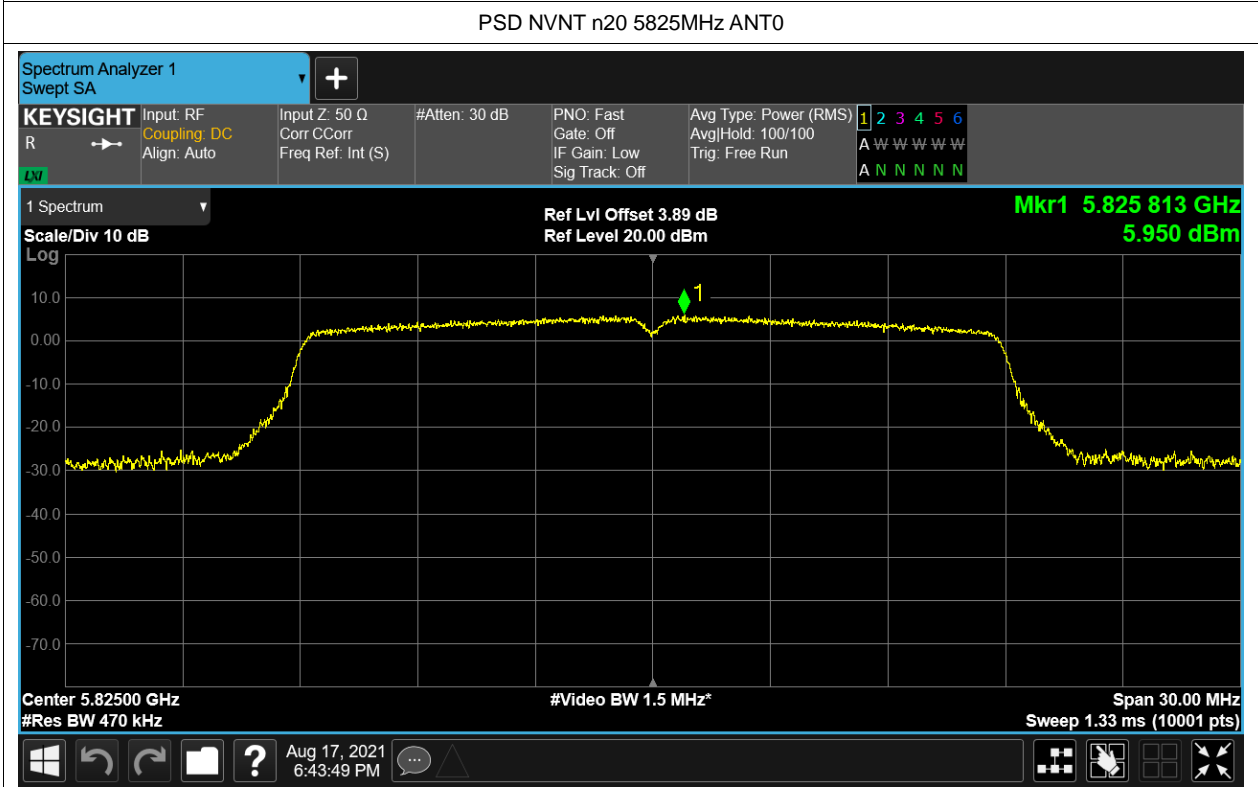 PSD NVNT n20 5825MHz ANT0
Spectrum Analyzer 1
Swept SA
KEYSIGHT
R
LXI
Input: RF
Coupling: DC
Align: Auto
Input Z: 50 Ω
Corr CCorr
Freq Ref: Int (S)
#Atten: 30 dB
PNO: Fast
Gate: Off
IF Gain: Low
Sig Track: Off
Avg Type: Power (RMS)
Avg|Hold: 100/100
Trig: Free Run
1 2 3 4 5 6
A W W W W W
A N N N N N
1 Spectrum
Scale/Div 10 dB
Ref Lvl Offset 3.89 dB
Ref Level 20.00 dBm
Mkr1 5.825 813 GHz
5.950 dBm
Log
1
10.0
0.00
-10.0
-20.0
-30.0
-40.0
-50.0
-60.0
-70.0
Center 5.82500 GHz
#Res BW 470 kHz
#Video BW 1.5 MHz*
Span 30.00 MHz
Sweep 1.33 ms (10001 pts)
?
Aug 17, 2021
6:43:49 PM